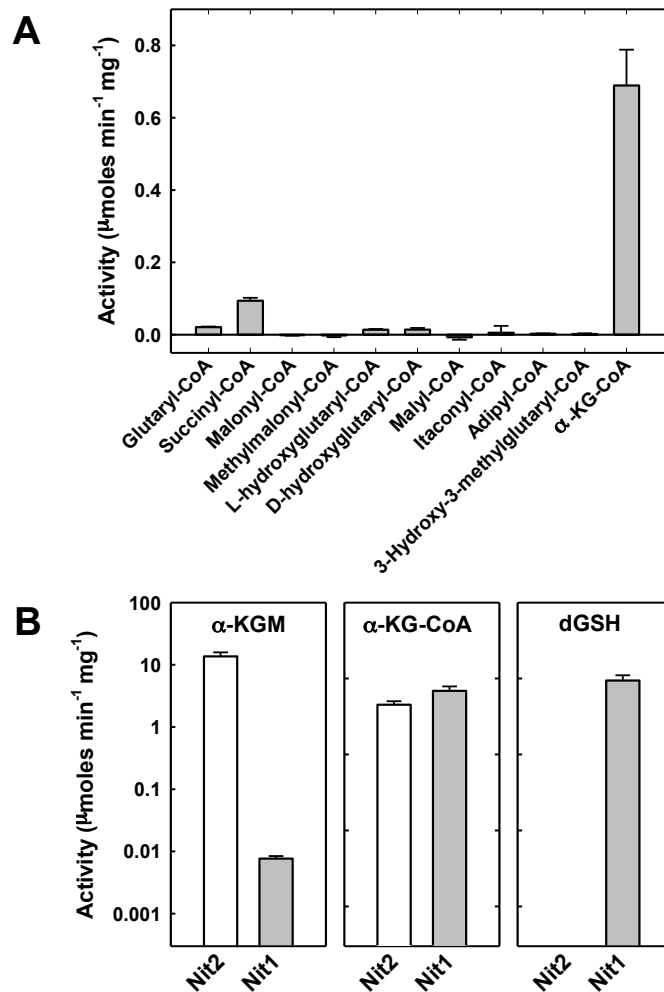 A
Activity (μmoles min-1 mg-1)
0.8
0.6
0.4
0.2
0.0
Glutaryl-CoA
Succinyl-CoA
Malonyl-CoA
Methylmalonyl-CoA
L-hydroxyglutaryl-CoA
D-hydroxyglutaryl-CoA
Malyl-CoA
Itaconyl-CoA
Adipyl-CoA
3-Hydroxy-3-methylglutaryl-CoA
α-KG-CoA
B
Activity (μmoles min-1 mg-1)
100
10
1
0.1
0.01
0.001
α-KGM
α-KG-CoA
dGSH
Nit2
Nit1
Nit2
Nit1
Nit2
Nit1